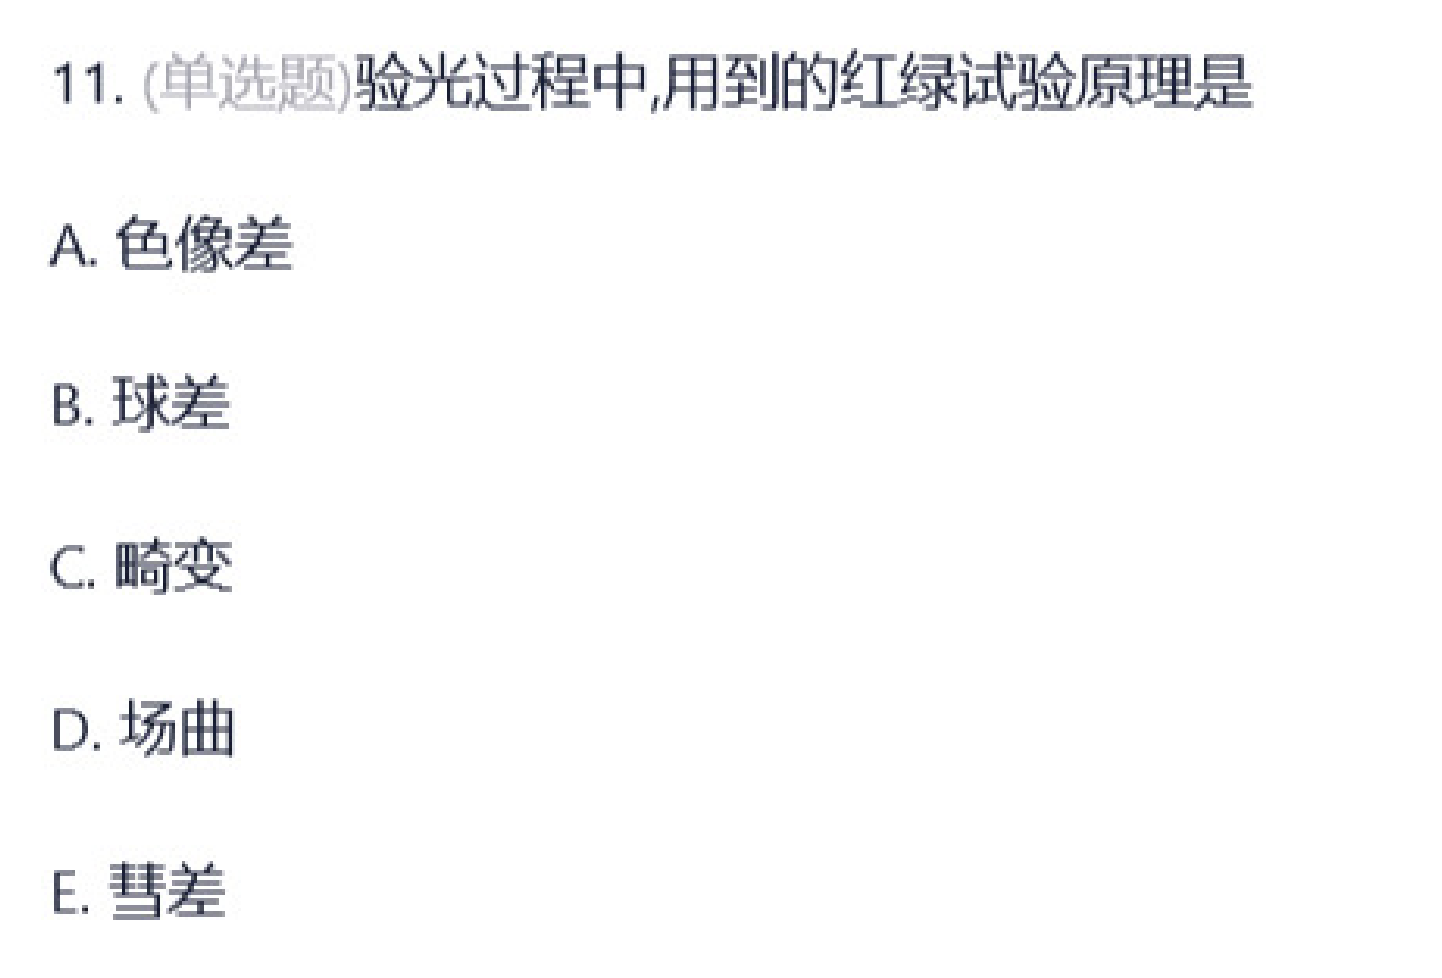 11. (单选题)验光过程中,用到的红绿试验原理是
A. 色像差
B. 球差
C. 畸变
D. 场曲
E. 彗差